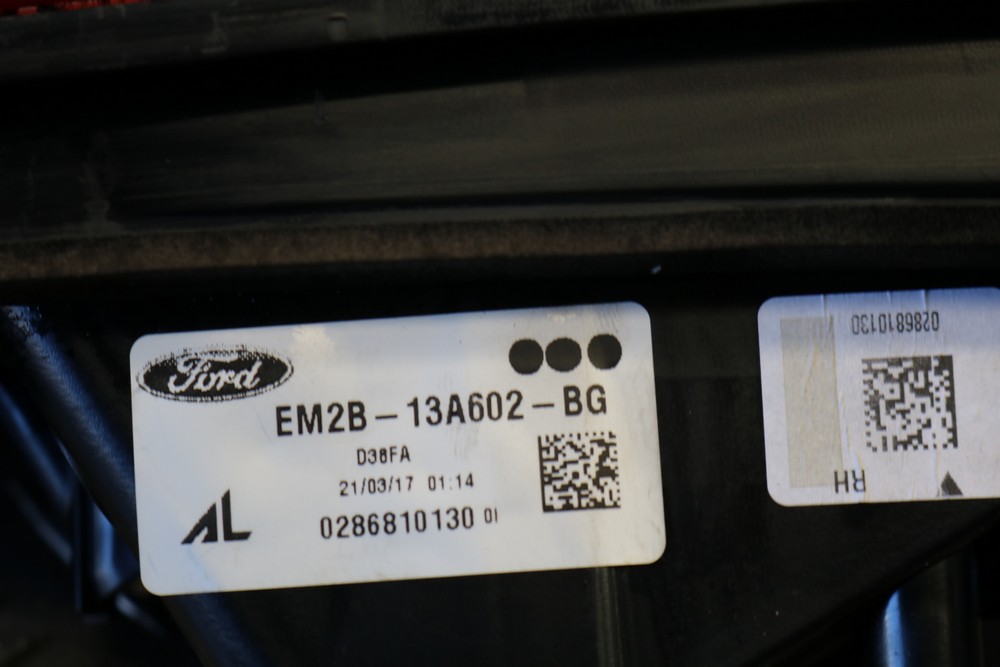 Ford
EM2B-13A602-BG
D38FA
21/03/17 01:14
AL
0286810130 01
0286810130
RH